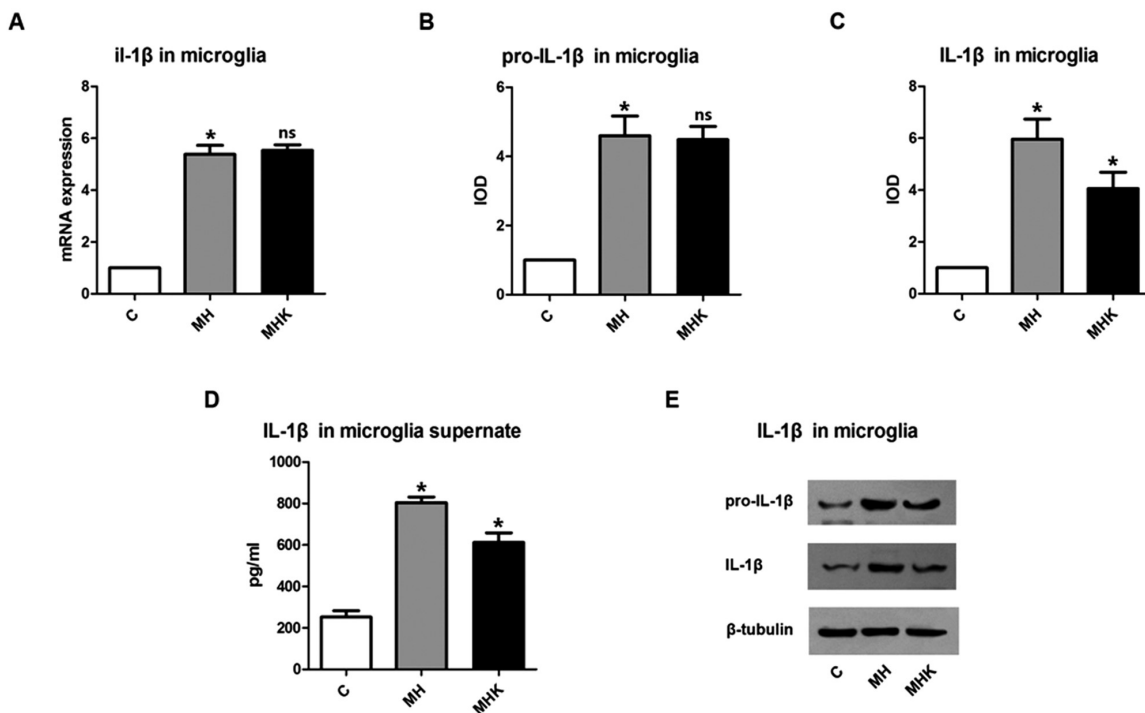 A
il-1β in microglia
mRNA expression
8
6
4
2
0
*
ns
C
MH
MHK
B
pro-IL-1β in microglia
IOD
6
4
2
0
*
ns
C
MH
MHK
C
IL-1β in microglia
IOD
8
6
4
2
0
*
*
C
MH
MHK
D
IL-1β in microglia supernate
pg/ml
1000
800
600
400
200
0
*
*
C
MH
MHK
E
IL-1β in microglia
pro-IL-1β
IL-1β
β-tubulin
C
MH
MHK